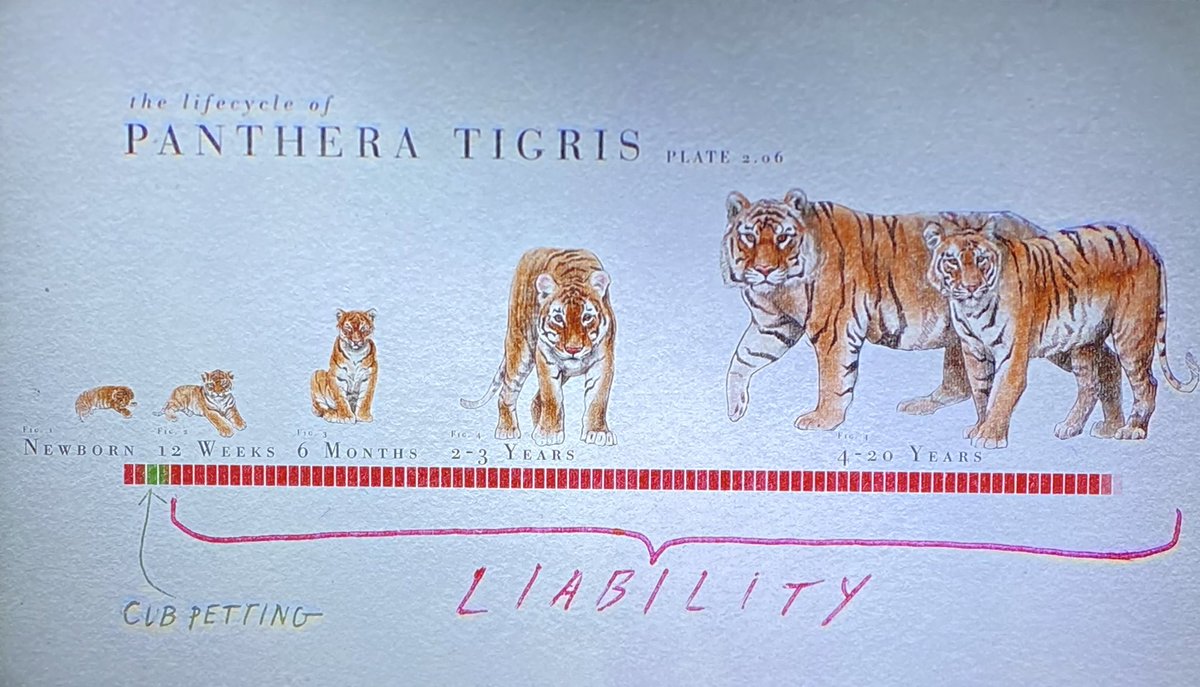 the lifecycle of
PANTHERA TIGRIS PLATE 2.06
Fig. 1 Fig. 2 Fig. 3 Fig. 4 Fig. 1
NEWBORN 12 WEEKS 6 MONTHS 2-3 YEARS 4-20 YEARS
CUB PETTING
LIABILITY